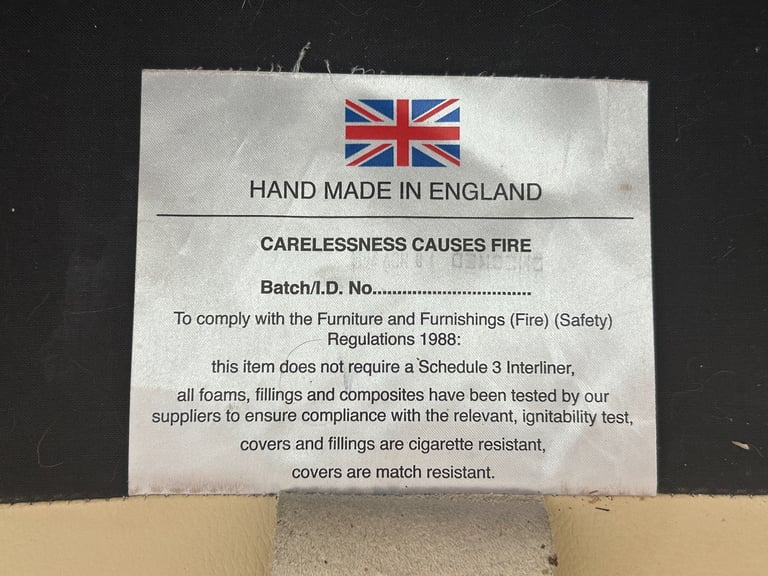 HAND MADE IN ENGLAND
CARELESSNESS CAUSES FIRE
Batch/I.D. No................................
To comply with the Furniture and Furnishings (Fire) (Safety)
Regulations 1988:
this item does not require a Schedule 3 Interliner,
all foams, fillings and composites have been tested by our
suppliers to ensure compliance with the relevant, ignitability test,
covers and fillings are cigarette resistant,
covers are match resistant.